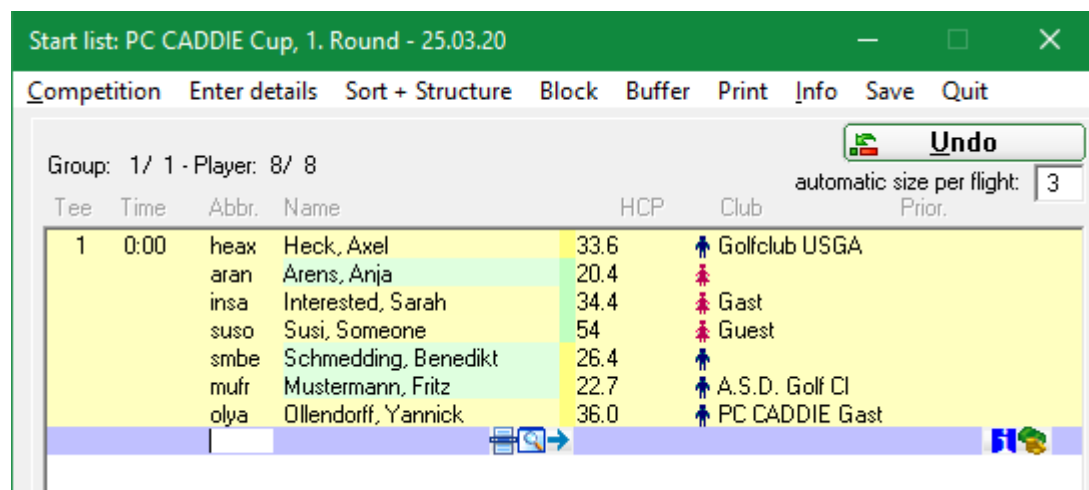 Start list: PC CADDIE Cup, 1. Round - 25.03.20
Competition Enter details Sort + Structure Block Buffer Print Info Save Quit
Undo
Group: 1/ 1 - Player: 8/ 8
automatic size per flight: 3
Tee Time Abbr. Name HCP Club Prior.
1 0:00 heax Heck, Axel 33.6 Golfclub USGA
aran Arens, Anja 20.4
insa Interested, Sarah 34.4 Gast
suso Susi, Someone 54 Guest
smbe Schmedding, Benedikt 26.4
mufr Mustermann, Fritz 22.7 A.S.D. Golf Cl
olya Ollendorff, Yannick 36.0 PC CADDIE Gast